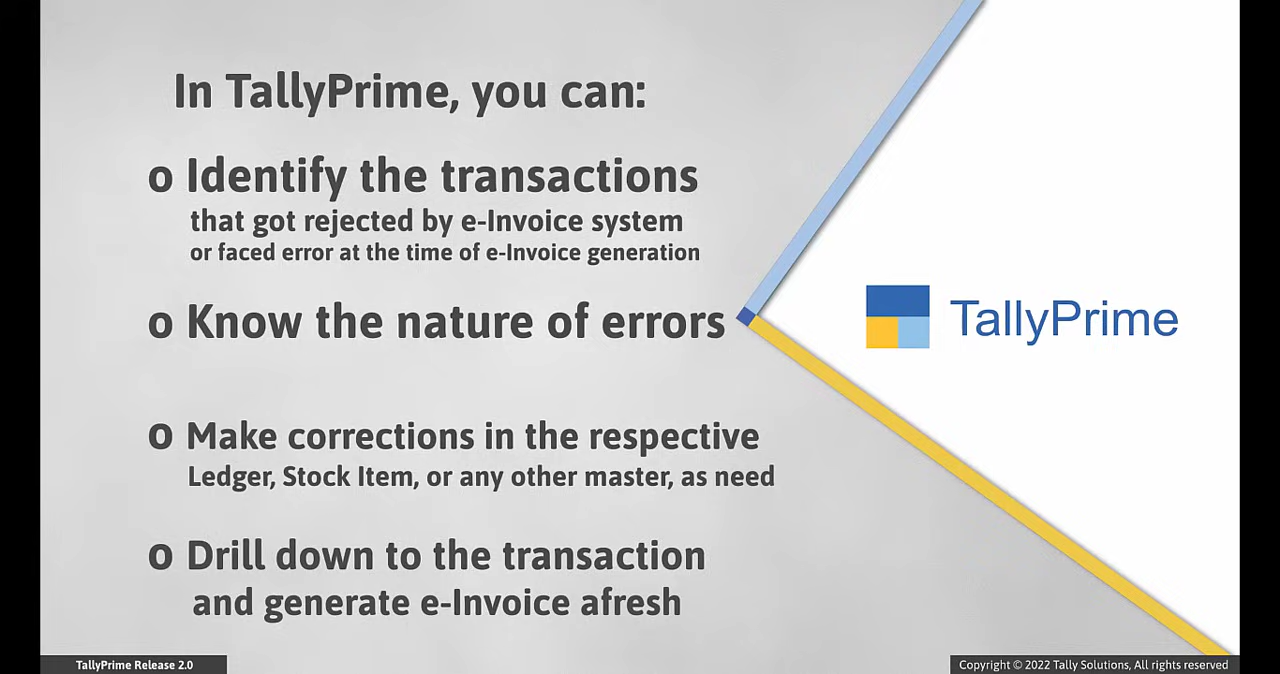 In TallyPrime, you can:
o Identify the transactions
that got rejected by e-Invoice system
or faced error at the time of e-Invoice generation
o Know the nature of errors
TallyPrime
o Make corrections in the respective
Ledger, Stock Item, or any other master, as need
o Drill down to the transaction
and generate e-Invoice afresh
TallyPrime Release 2.0
Copyright © 2022 Tally Solutions, All rights reserved